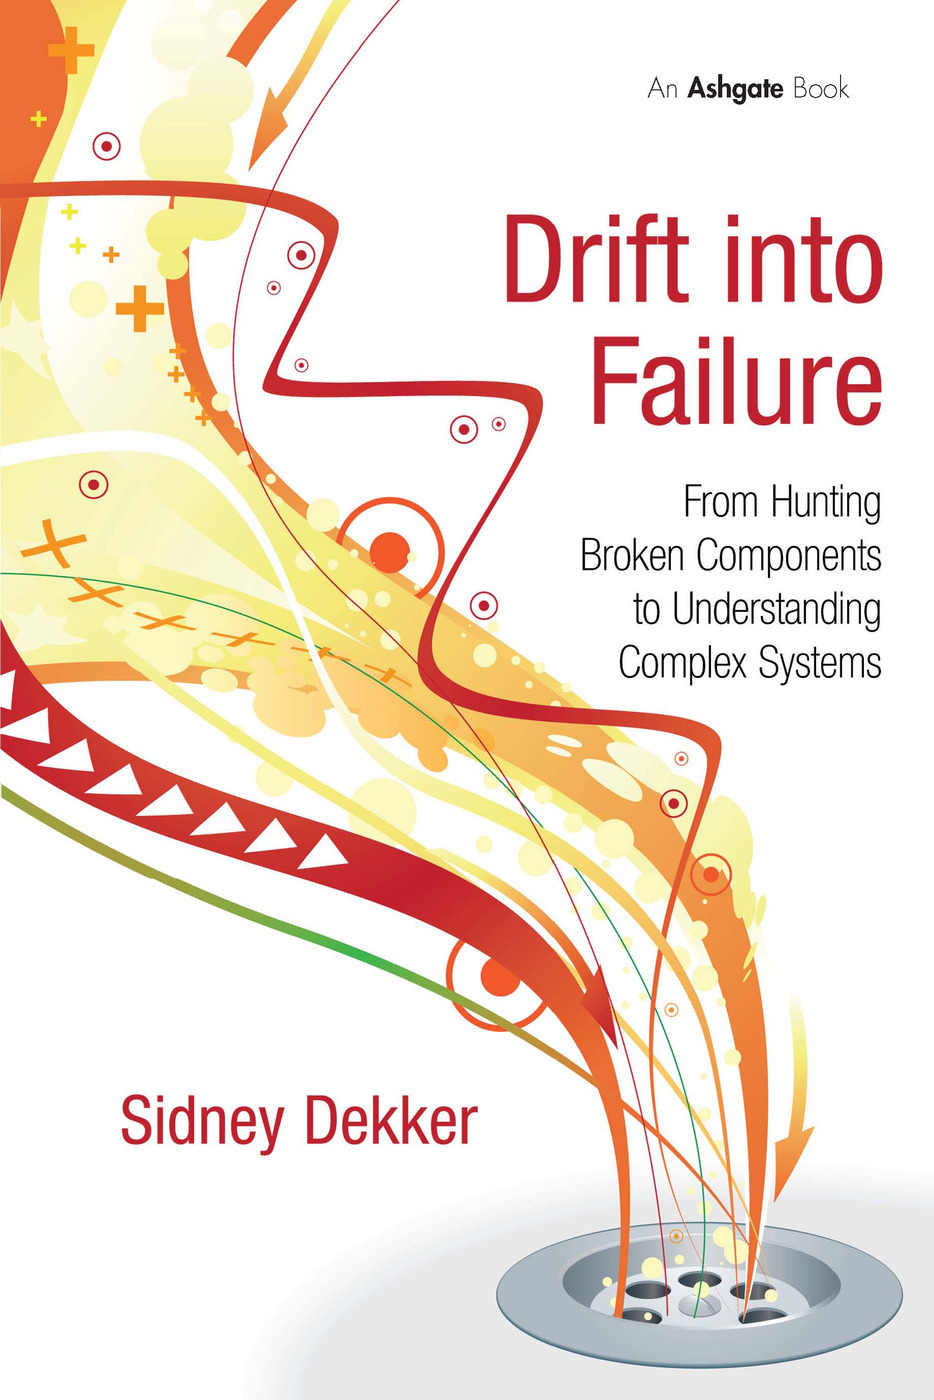 An Ashgate Book
Drift into
Failure
From Hunting
Broken Components
to Understanding
Complex Systems
Sidney Dekker